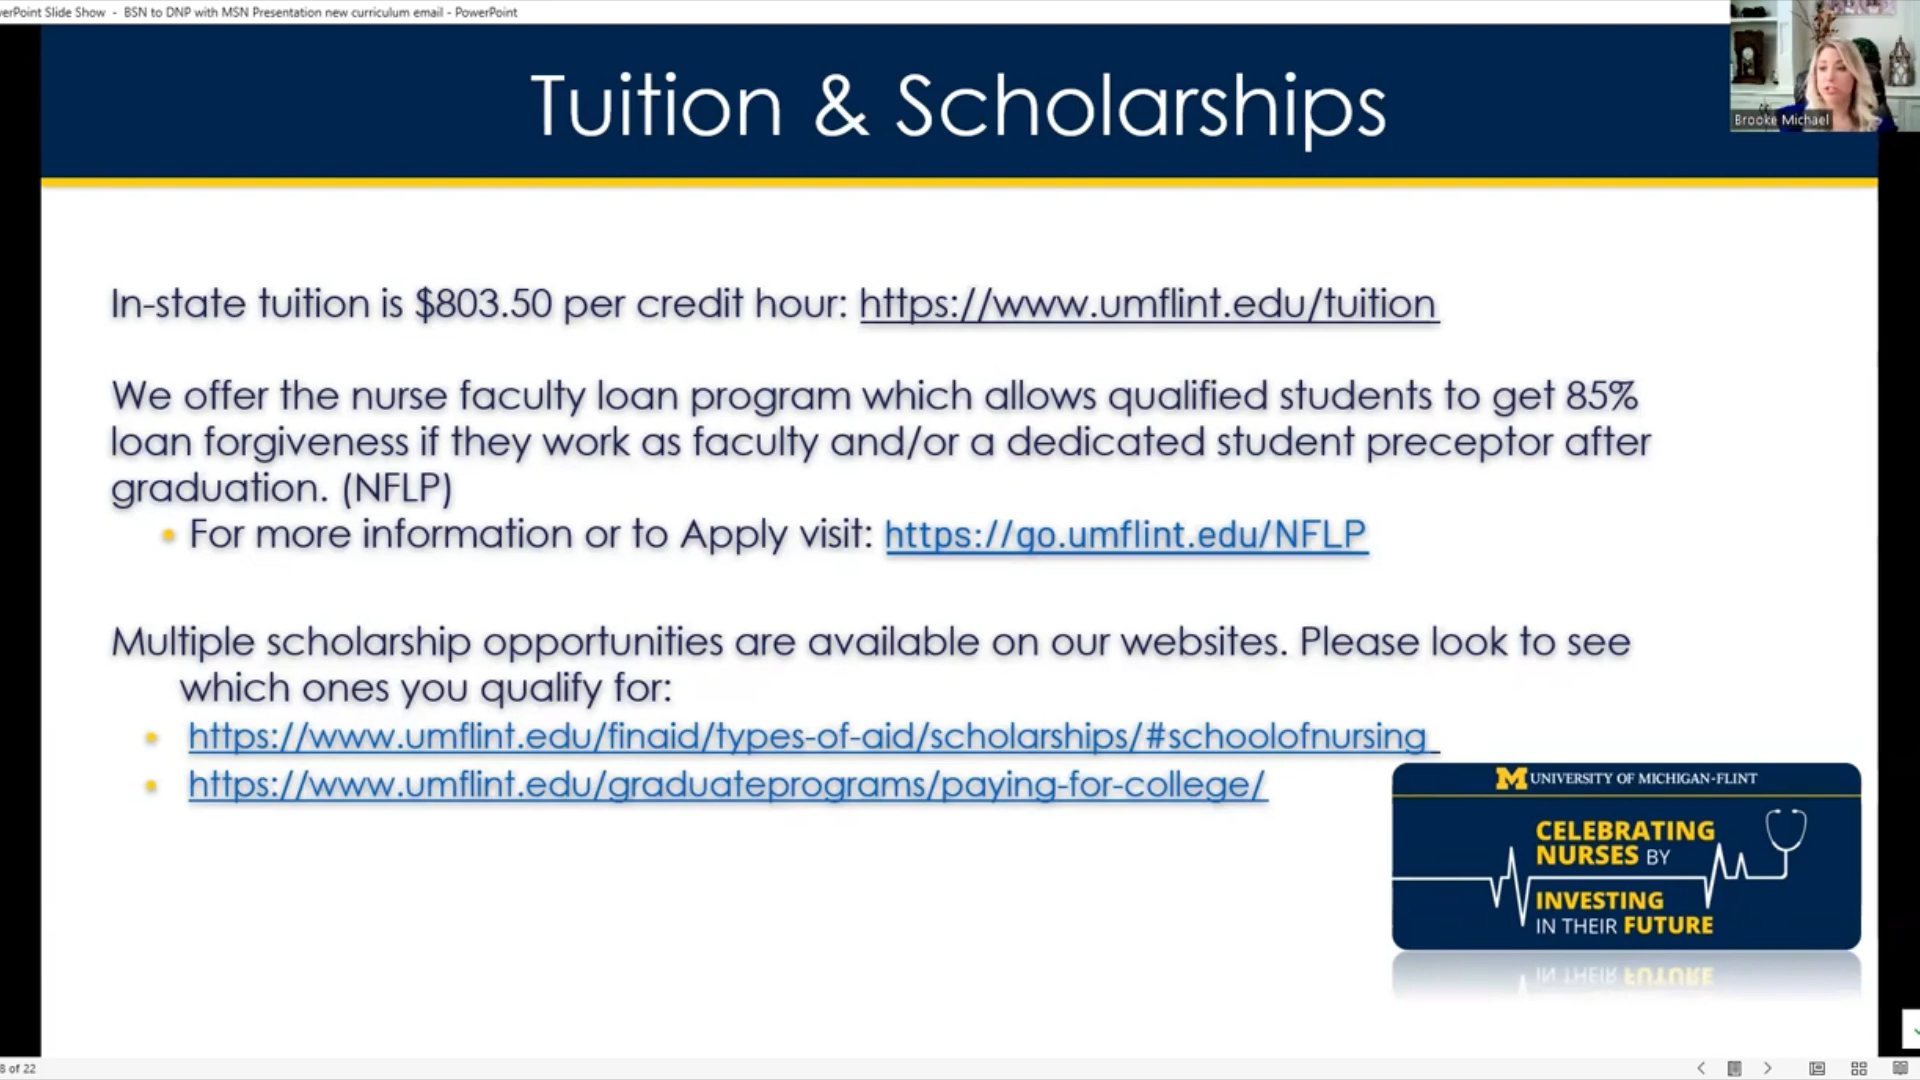 PowerPoint Slide Show - BSN to DNP with MSN Presentation new curriculum email - PowerPoint
Tuition & Scholarships
Brooke Michael
In-state tuition is $803.50 per credit hour: https://www.umflint.edu/tuition
We offer the nurse faculty loan program which allows qualified students to get 85%
loan forgiveness if they work as faculty and/or a dedicated student preceptor after
graduation. (NFLP)
• For more information or to Apply visit: https://go.umflint.edu/NFLP
Multiple scholarship opportunities are available on our websites. Please look to see
which ones you qualify for:
• https://www.umflint.edu/finaid/types-of-aid/scholarships/#schoolofnursing
• https://www.umflint.edu/graduateprograms/paying-for-college/
M UNIVERSITY OF MICHIGAN-FLINT
CELEBRATING
NURSES BY
INVESTING
IN THEIR FUTURE
8 of 22